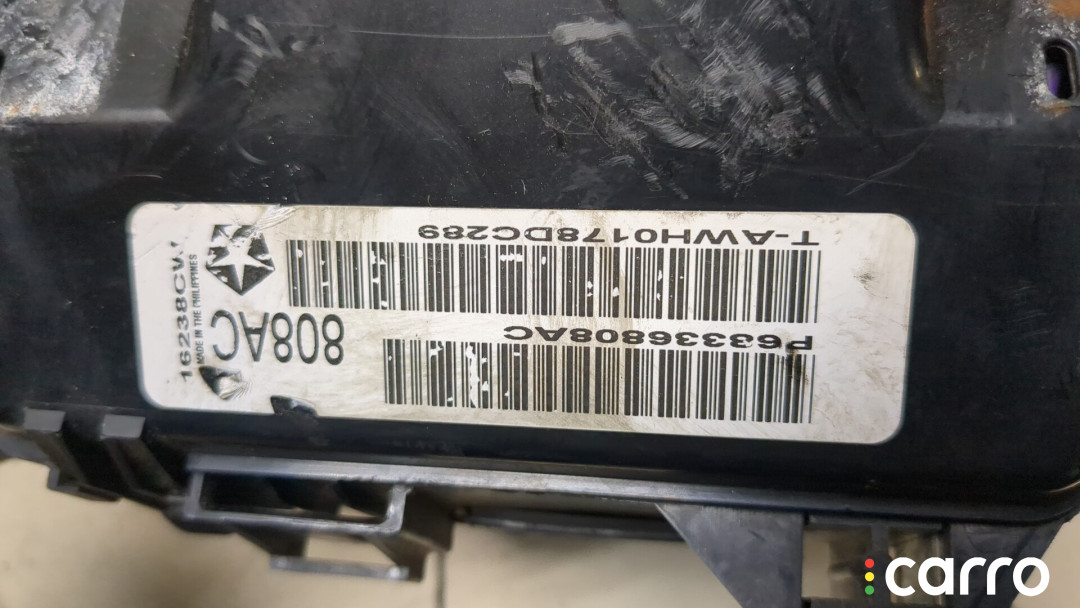 P68336808AC
T-AWH0178DC289
808AC
MADE IN THE PHILIPPINES
carro